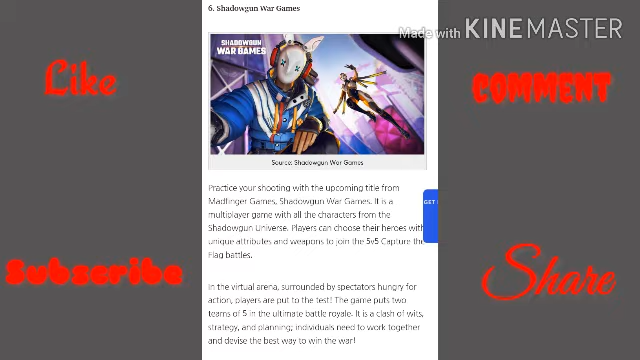 6. Shadowgun War Games
Made with KINEMASTER
SHADOWGUN
WAR GAMES
Like
COMMENT
Source: Shadowgun War Games
Practice your shooting with the upcoming title from
Madfinger Games, Shadowgun War Games. It is a
multiplayer game with all the characters from the
Shadowgun Universe. Players can choose their heroes with
unique attributes and weapons to join the 5v5 Capture the
Flag battles.
GET
Subscribe
Share
In the virtual arena, surrounded by spectators hungry for
action, players are put to the test! The game puts two
teams of 5 in the ultimate battle royale. It is a clash of wits,
strategy, and planning; individuals need to work together
and devise the best way to win the war!